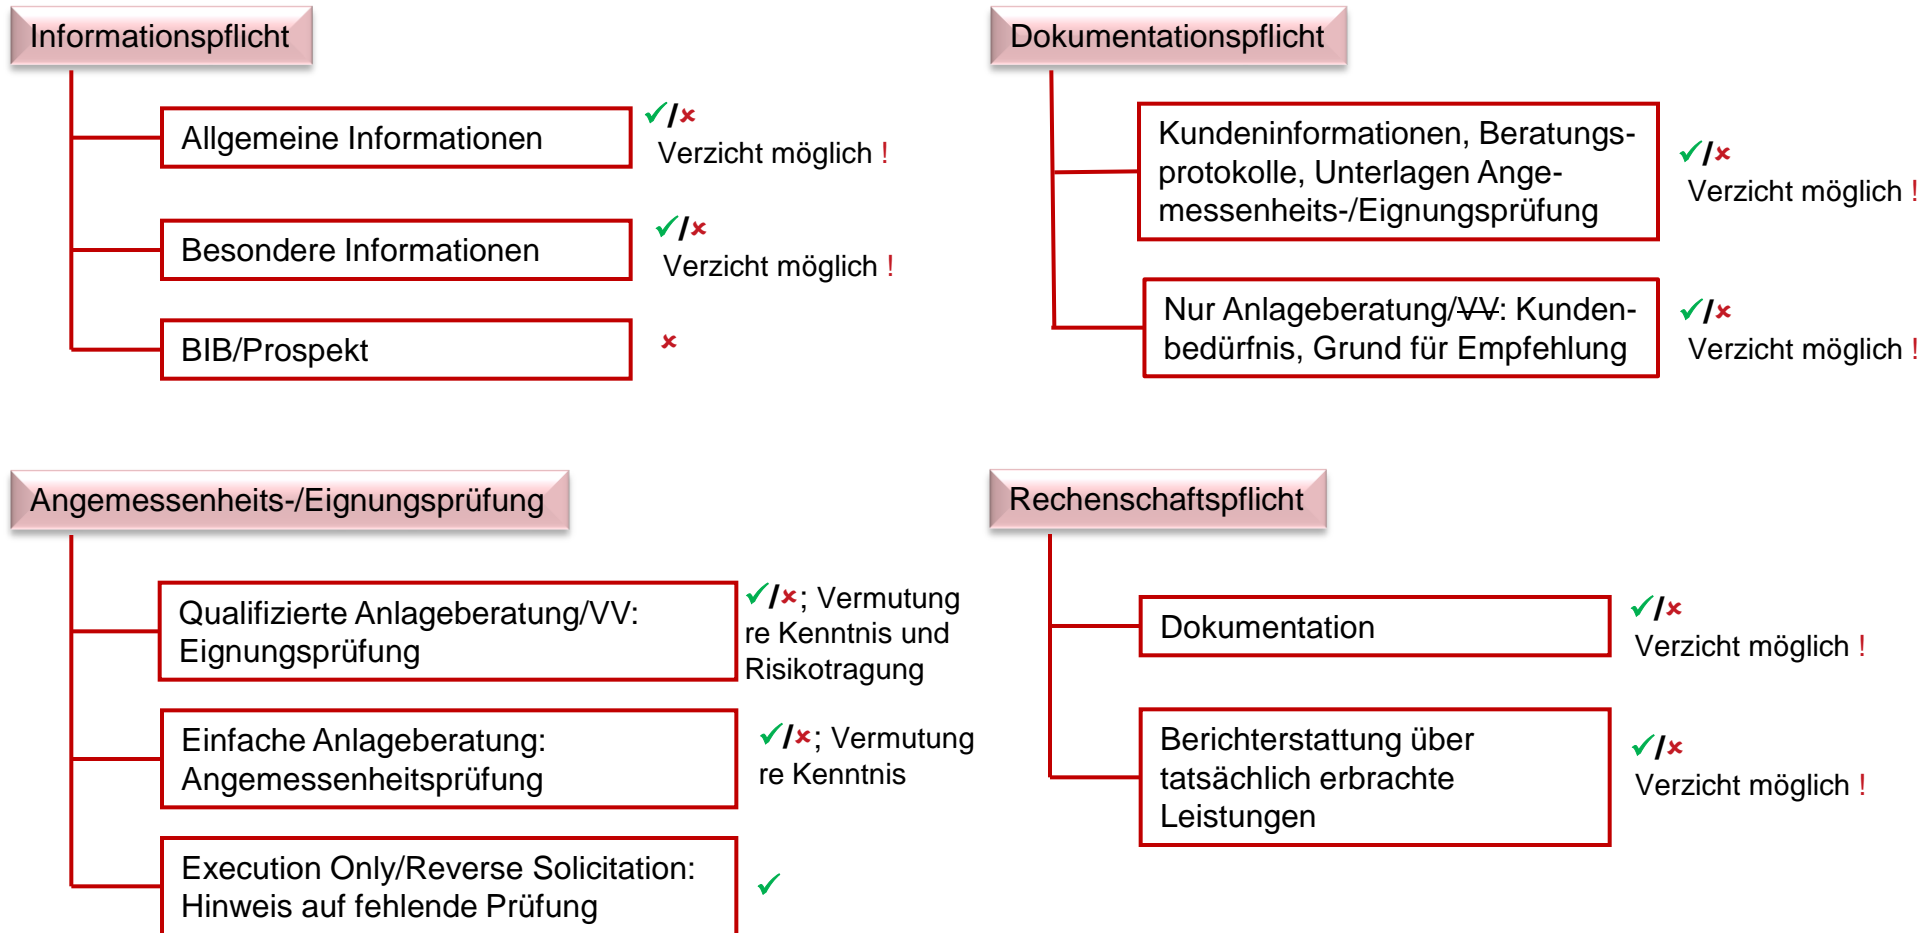 Informationspflicht
Allgemeine Informationen
✓/×
Verzicht möglich !
Besondere Informationen
✓/×
Verzicht möglich !
BIB/Prospekt
×
Dokumentationspflicht
Kundeninformationen, Beratungs-
protokolle, Unterlagen Ange-
messenheits-/Eignungsprüfung
✓/×
Verzicht möglich !
Nur Anlageberatung/VV: Kunden-
bedürfnis, Grund für Empfehlung
✓/×
Verzicht möglich !
Angemessenheits-/Eignungsprüfung
Qualifizierte Anlageberatung/VV:
Eignungsprüfung
✓/×; Vermutung
re Kenntnis und
Risikotragung
Einfache Anlageberatung:
Angemessenheitsprüfung
✓/×; Vermutung
re Kenntnis
Execution Only/Reverse Solicitation:
Hinweis auf fehlende Prüfung
✓
Rechenschaftspflicht
Dokumentation
✓/×
Verzicht möglich !
Berichterstattung über
tatsächlich erbrachte
Leistungen
✓/×
Verzicht möglich !